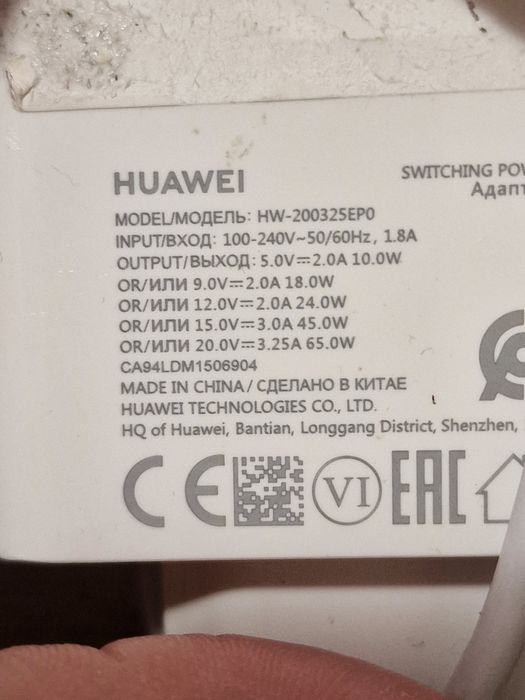 HUAWEI
SWITCHING
MODEL/МОДЕЛЬ: HW-200325EP0
INPUT/ВХОД: 100-240V~50/60Hz, 1.8A
OUTPUT/ВЫХОД: 5.0V⎓2.0A 10.0W
OR/ИЛИ 9.0V⎓2.0A 18.0W
OR/ИЛИ 12.0V⎓2.0A 24.0W
OR/ИЛИ 15.0V⎓3.0A 45.0W
OR/ИЛИ 20.0V⎓3.25A 65.0W
CA94LDM1506904
MADE IN CHINA / СДЕЛАНО В КИТАЕ
HUAWEI TECHNOLOGIES CO., LTD.
HQ of Huawei, Bantian, Longgang District, Shenzhen,
CE VI EAC